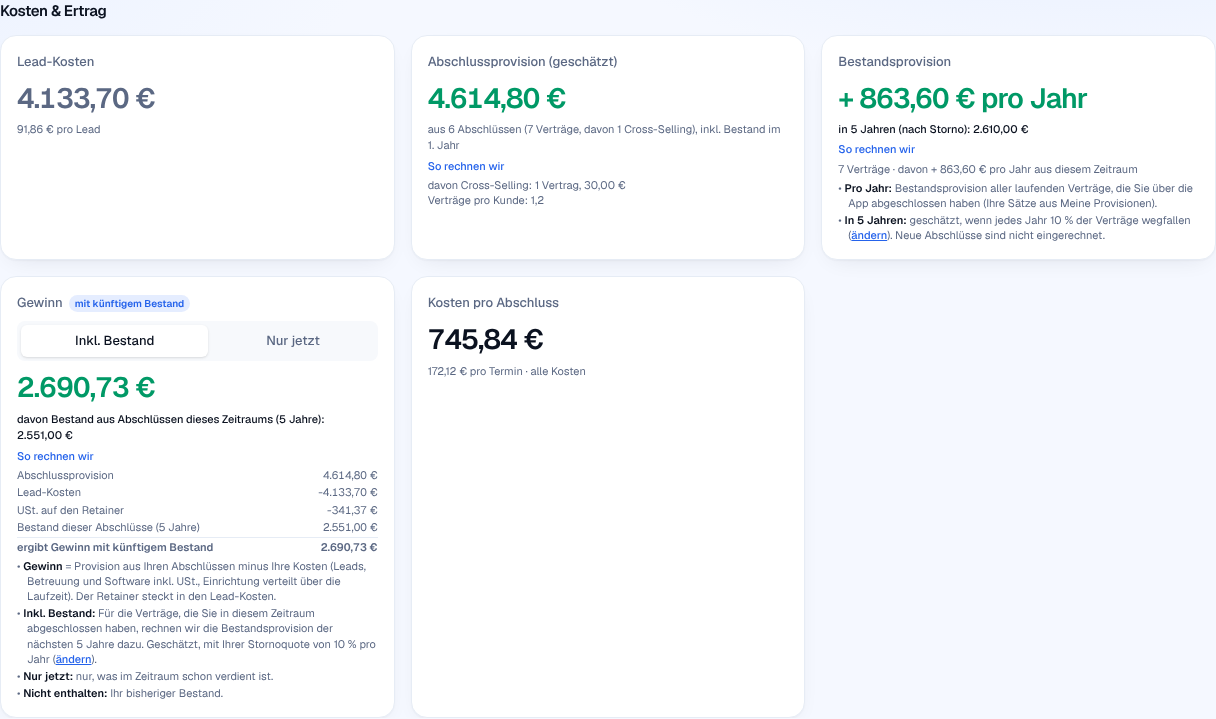 Kosten & Ertrag
Lead-Kosten
4.133,70 €
91,86 € pro Lead
Abschlussprovision (geschätzt)
4.614,80 €
aus 6 Abschlüssen (7 Verträge, davon 1 Cross-Selling), inkl. Bestand im
1. Jahr
So rechnen wir
davon Cross-Selling: 1 Vertrag, 30,00 €
Verträge pro Kunde: 1,2
Bestandsprovision
+ 863,60 € pro Jahr
in 5 Jahren (nach Storno): 2.610,00 €
So rechnen wir
7 Verträge · davon + 863,60 € pro Jahr aus diesem Zeitraum
• Pro Jahr: Bestandsprovision aller laufenden Verträge, die Sie über die
App abgeschlossen haben (Ihre Sätze aus Meine Provisionen).
• In 5 Jahren: geschätzt, wenn jedes Jahr 10 % der Verträge wegfallen
(ändern). Neue Abschlüsse sind nicht eingerechnet.
Gewinn mit künftigem Bestand
Inkl. Bestand Nur jetzt
2.690,73 €
davon Bestand aus Abschlüssen dieses Zeitraums (5 Jahre):
2.551,00 €
So rechnen wir
Abschlussprovision 4.614,80 €
Lead-Kosten -4.133,70 €
USt. auf den Retainer -341,37 €
Bestand dieser Abschlüsse (5 Jahre) 2.551,00 €
ergibt Gewinn mit künftigem Bestand 2.690,73 €
• Gewinn = Provision aus Ihren Abschlüssen minus Ihre Kosten (Leads,
Betreuung und Software inkl. USt., Einrichtung verteilt über die
Laufzeit). Der Retainer steckt in den Lead-Kosten.
• Inkl. Bestand: Für die Verträge, die Sie in diesem Zeitraum
abgeschlossen haben, rechnen wir die Bestandsprovision der
nächsten 5 Jahre dazu. Geschätzt, mit Ihrer Stornoquote von 10 % pro
Jahr (ändern).
• Nur jetzt: nur, was im Zeitraum schon verdient ist.
• Nicht enthalten: Ihr bisheriger Bestand.
Kosten pro Abschluss
745,84 €
172,12 € pro Termin · alle Kosten